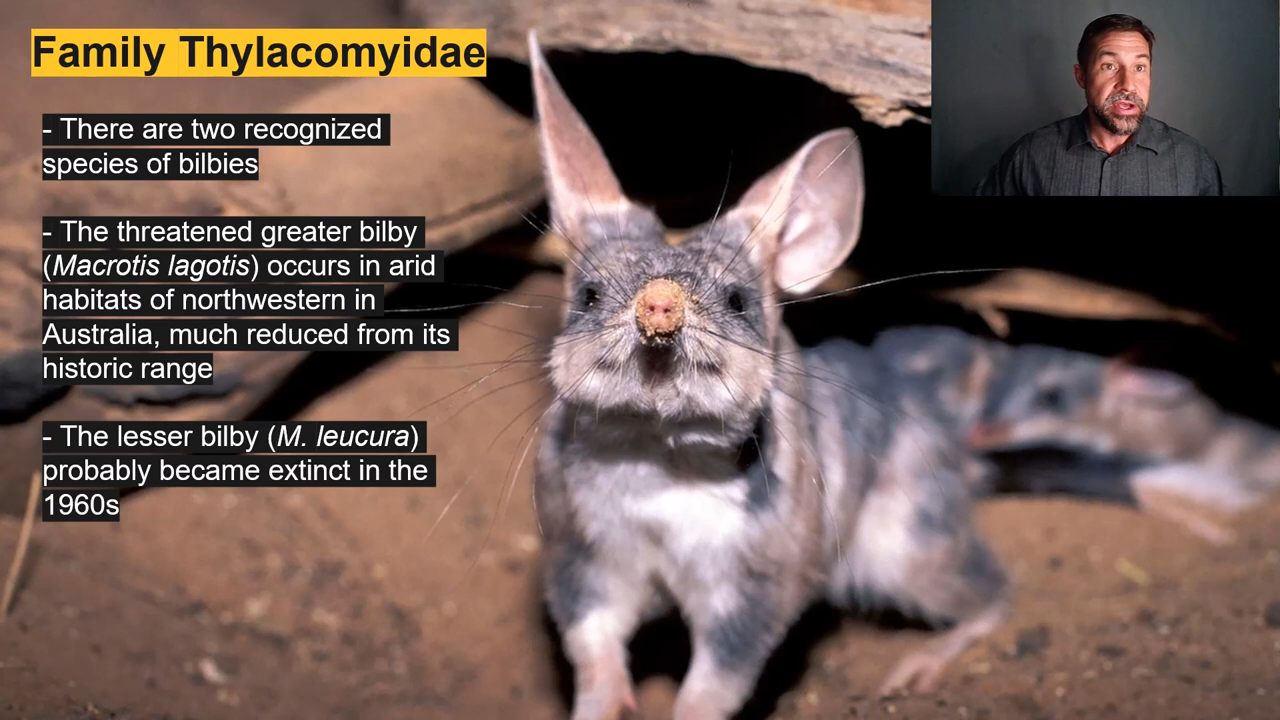 Family Thylacomyidae
- There are two recognized
species of bilbies
- The threatened greater bilby
(Macrotis lagotis) occurs in arid
habitats of northwestern in
Australia, much reduced from its
historic range
- The lesser bilby (M. leucura)
probably became extinct in the
1960s